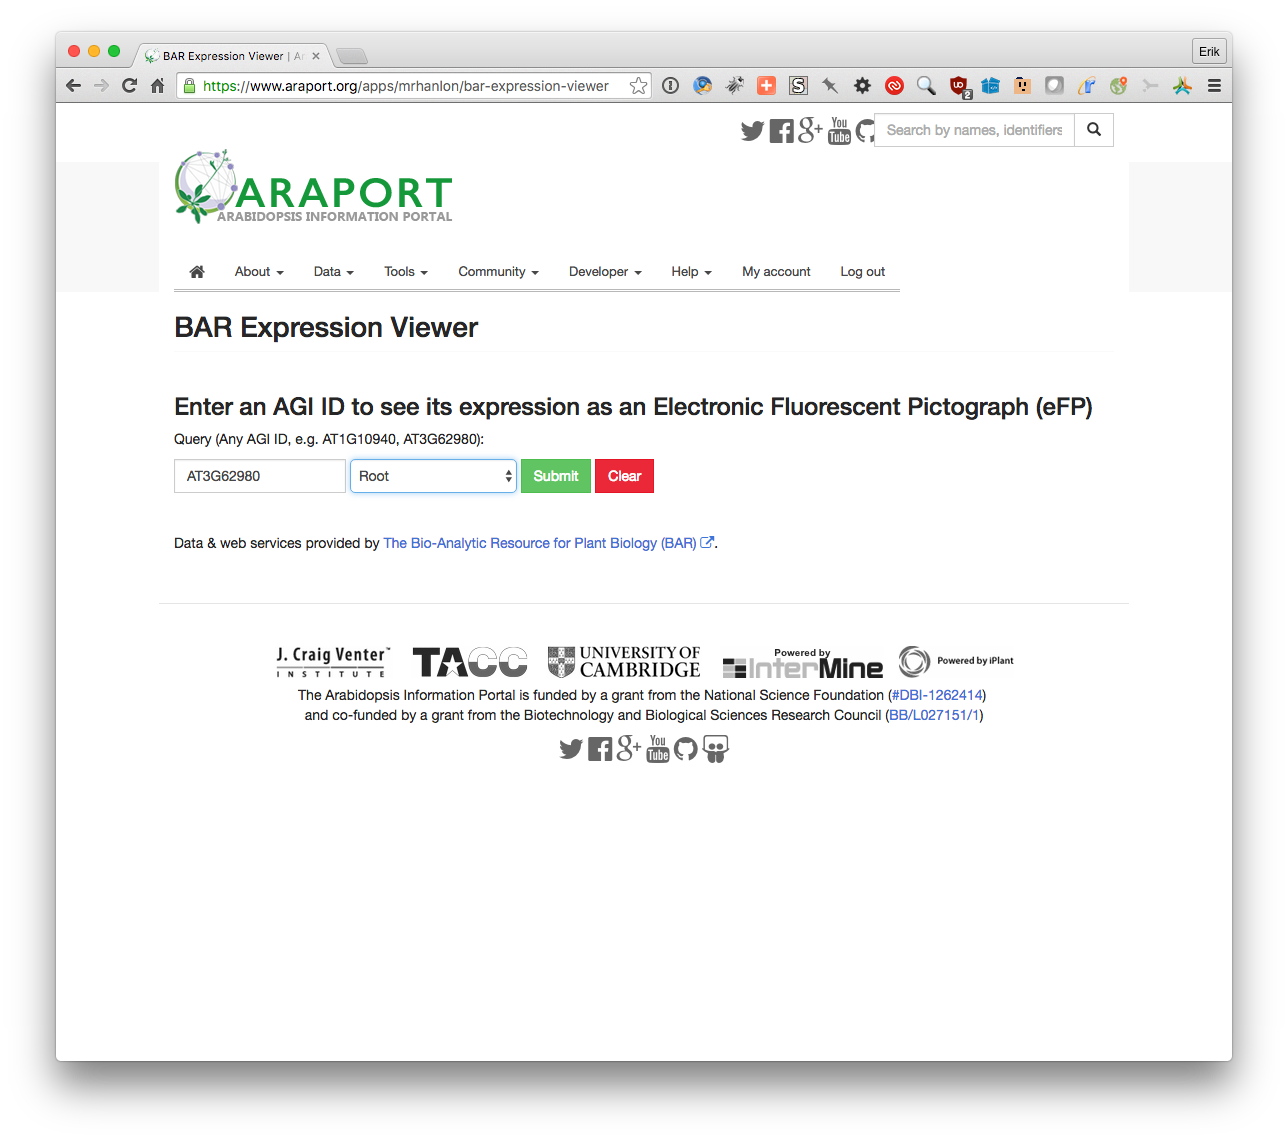 BAR Expression Viewer | Ar
Erik
https://www.araport.org/apps/mrhanlon/bar-expression-viewer
2
You Tube
Search by names, identifiers
ARAPORT
ARABIDOPSIS INFORMATION PORTAL
About Data Tools Community Developer Help My account Log out
BAR Expression Viewer
Enter an AGI ID to see its expression as an Electronic Fluorescent Pictograph (eFP)
Query (Any AGI ID, e.g. AT1G10940, AT3G62980):
AT3G62980 Root Submit Clear
Data & web services provided by The Bio-Analytic Resource for Plant Biology (BAR).
J. Craig Venter™ INSTITUTE
TACC
UNIVERSITY OF CAMBRIDGE
Powered by InterMine
Powered by iPlant
The Arabidopsis Information Portal is funded by a grant from the National Science Foundation (#DBI-1262414)
and co-funded by a grant from the Biotechnology and Biological Sciences Research Council (BB/L027151/1)
You Tube